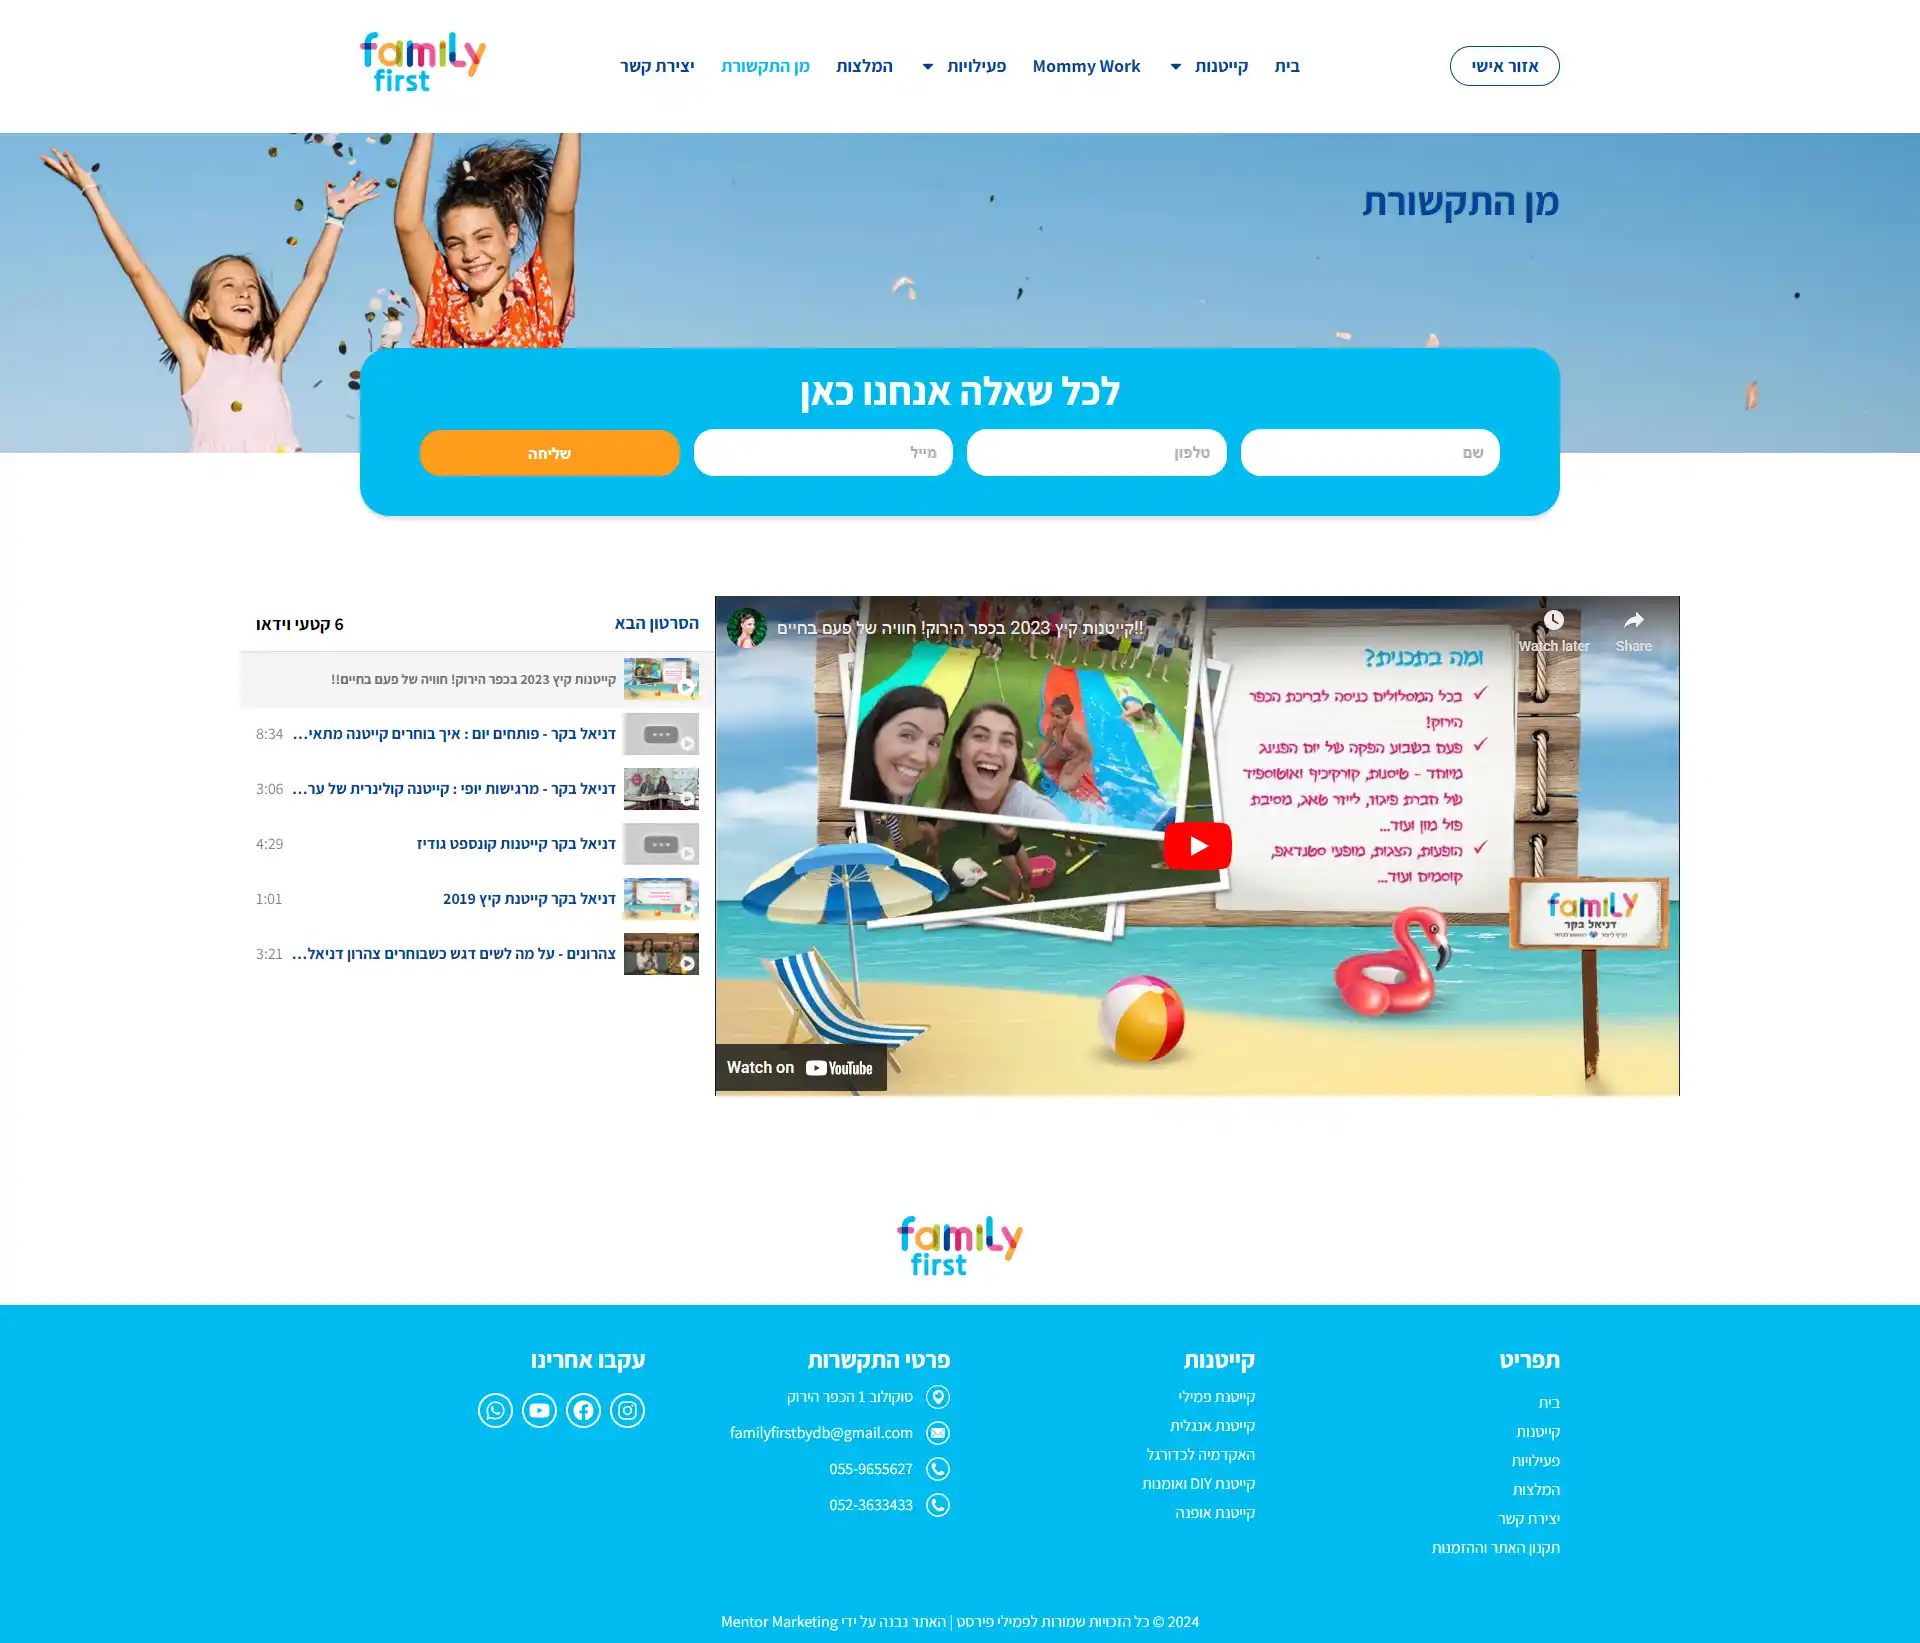 אזור אישי
בית
קייטנות
Mommy Work
פעילויות
המלצות
מן התקשורת
יצירת קשר
family
first
מן התקשורת
לכל שאלה אנחנו כאן
שם
טלפון
מייל
שליחה
קייטנות קיץ 2023 בכפר הירוק! חוויה של פעם בחיים!!
Watch later
Share
ומה בתכנית?
בכל המסלולים כניסה לבריכת הכפר
הירוק!
פעם בשבוע הפקה של יום הפנינג
מיוחד - טיסנות, קורקיכיף ואוטוספיד
של חברת פיגור, לייזר טאג, מסיבת
פול מון ועוד...
הופעות, הצגות, מופעי סטנדאפ,
קוסמים ועוד...
family
דניאל בקר
Watch on YouTube
הסרטון הבא
6 קטעי וידאו
קייטנות קיץ 2023 בכפר הירוק! חוויה של פעם בחיים!!
דניאל בקר - פותחים יום : איך בוחרים קייטנה מתאי... 8:34
דניאל בקר - מרגישות יופי : קייטנה קולינרית של ער... 3:06
דניאל בקר קייטנות קונספט גודיז 4:29
דניאל בקר קייטנת קיץ 2019 1:01
צהרונים - על מה לשים דגש כשבוחרים צהרון דניאל... 3:21
family
first
תפריט
בית
קייטנות
פעילויות
המלצות
יצירת קשר
תקנון האתר וההזמנות
קייטנות
קייטנת פמילי
קייטנת אנגלית
האקדמיה לכדורגל
קייטנת DIY ואומנות
קייטנת אופנה
פרטי התקשרות
סוקולוב 1 הכפר הירוק
familyfirstbydb@gmail.com
055-9655627
052-3633433
עקבו אחרינו
2024 © כל הזכויות שמורות לפמילי פירסט | האתר נבנה על ידי Mentor Marketing